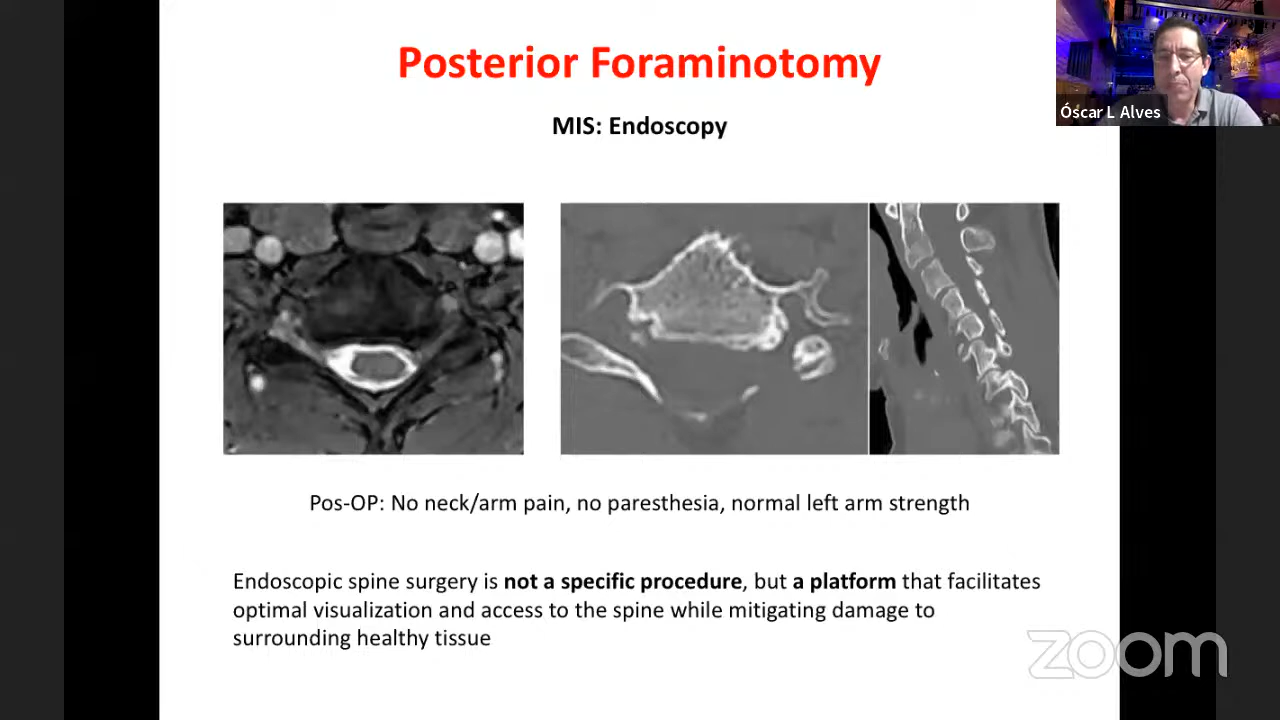 Posterior Foraminotomy
MIS: Endoscopy
Óscar L Alves
Pos-OP: No neck/arm pain, no paresthesia, normal left arm strength
Endoscopic spine surgery is not a specific procedure, but a platform that facilitates
optimal visualization and access to the spine while mitigating damage to
surrounding healthy tissue
zoom